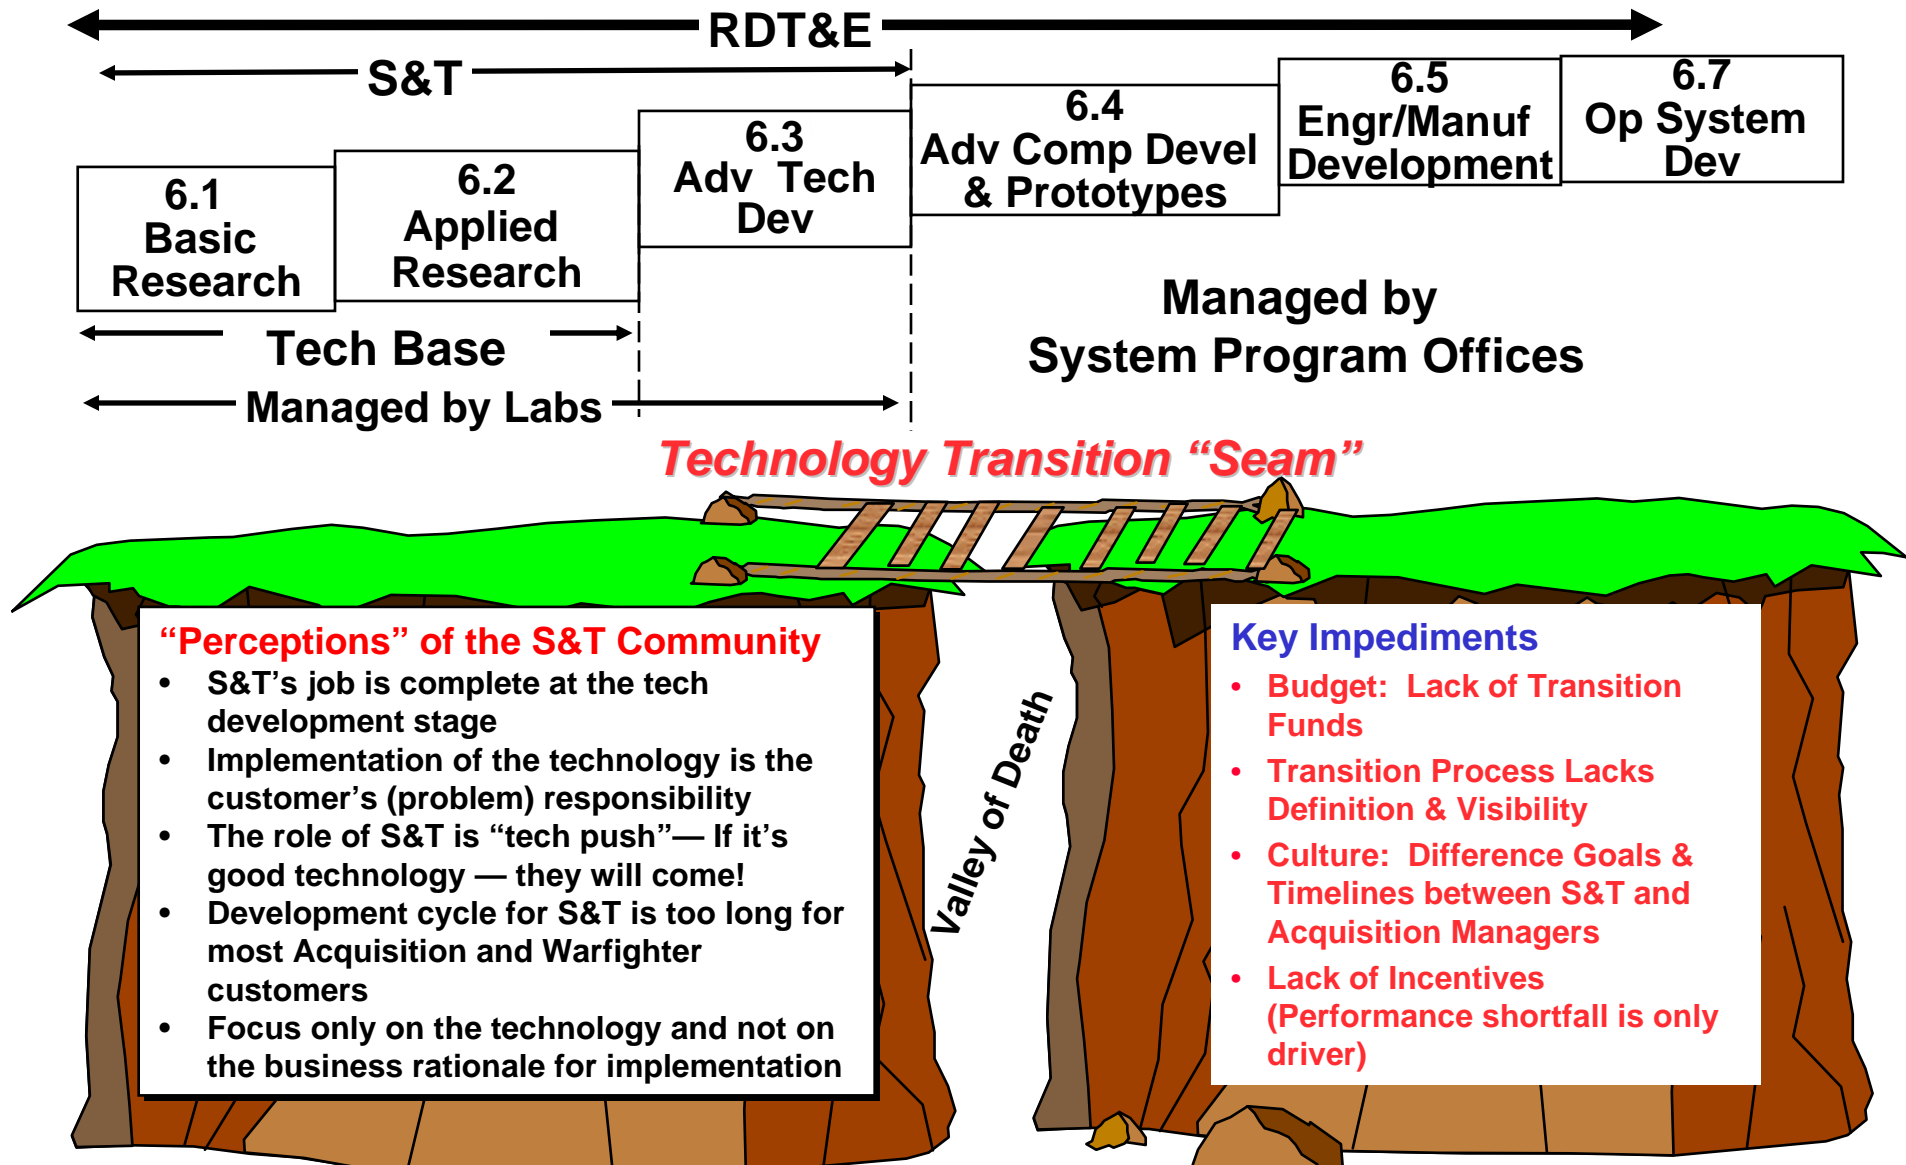 RDT&E
S&T
6.1
Basic
Research
6.2
Applied
Research
6.3
Adv Tech
Dev
6.4
Adv Comp Devel
& Prototypes
6.5
Engr/Manuf
Development
6.7
Op System
Dev
Tech Base
Managed by Labs
Managed by
System Program Offices
Technology Transition “Seam”
“Perceptions” of the S&T Community
• S&T’s job is complete at the tech
development stage
• Implementation of the technology is the
customer’s (problem) responsibility
• The role of S&T is “tech push”— If it’s
good technology — they will come!
• Development cycle for S&T is too long for
most Acquisition and Warfighter
customers
• Focus only on the technology and not on
the business rationale for implementation
Valley of Death
Key Impediments
• Budget: Lack of Transition
Funds
• Transition Process Lacks
Definition & Visibility
• Culture: Difference Goals &
Timelines between S&T and
Acquisition Managers
• Lack of Incentives
(Performance shortfall is only
driver)